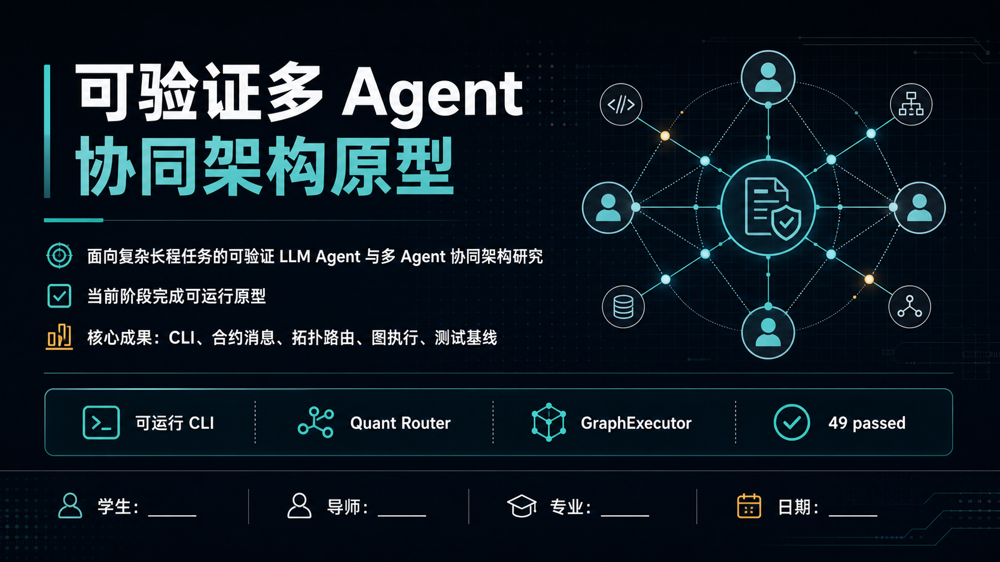 可验证多 Agent
协同架构原型
面向复杂长程任务的可验证 LLM Agent 与多 Agent 协同架构研究
当前阶段完成可运行原型
核心成果：CLI、合约消息、拓扑路由、图执行、测试基线
可运行 CLI
Quant Router
GraphExecutor
49 passed
学生：______
导师：______
专业：______
日期：______